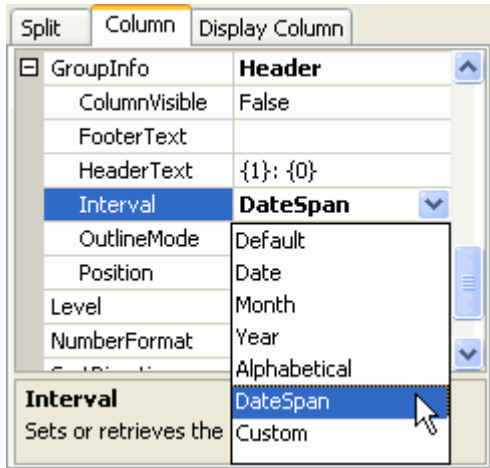 Split Column Display Column
GroupInfo Header
ColumnVisible False
FooterText
HeaderText {1}: {0}
Interval DateSpan
OutlineMode Default
Position Date
Level Month
NumberFormat Year
Alphabetical
Interval DateSpan
Sets or retrieves the Custom